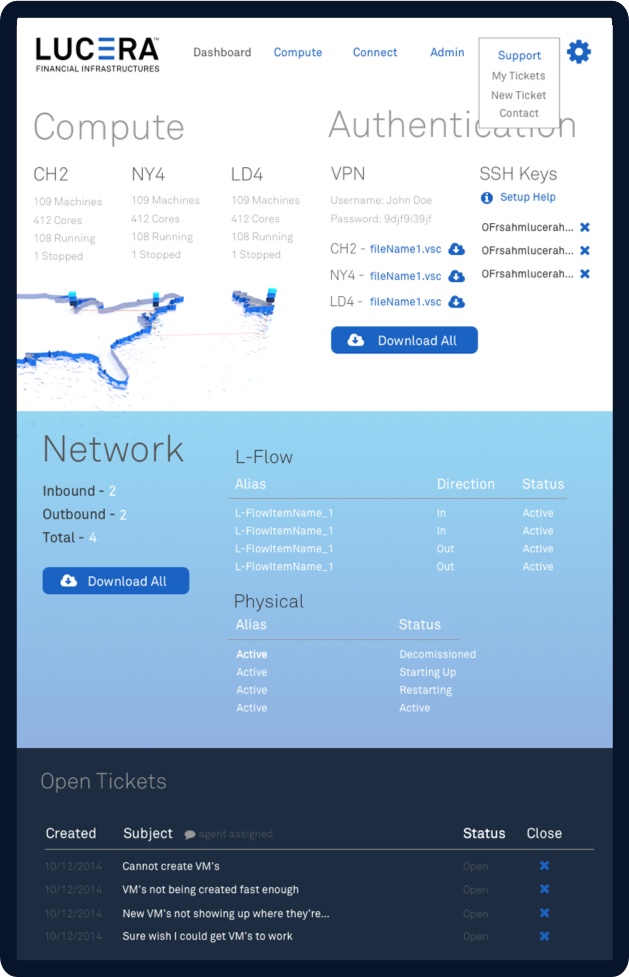 LUCERA™
FINANCIAL INFRASTRUCTURES
Dashboard Compute Connect Admin Support
My Tickets
New Ticket
Contact
Compute
CH2 NY4 LD4
109 Machines 109 Machines 109 Machines
412 Cores 412 Cores 412 Cores
108 Running 108 Running 108 Running
1 Stopped 1 Stopped 1 Stopped
Authentication
VPN
Username: John Doe
Password: 9djf9i39jf
CH2 - fileName1.vsc
NY4 - fileName1.vsc
LD4 - fileName1.vsc
Download All
SSH Keys
Setup Help
OFrsahmlucerah...
OFrsahmlucerah...
OFrsahmlucerah...
Network
Inbound - 2
Outbound - 2
Total - 4
Download All
L-Flow
Alias Direction Status
L-FlowItemName_1 In Active
L-FlowItemName_1 In Active
L-FlowItemName_1 Out Active
L-FlowItemName_1 Out Active
Physical
Alias Status
Active Decomissioned
Active Starting Up
Active Restarting
Active Active
Open Tickets
Created Subject agent assigned Status Close
10/12/2014 Cannot create VM's Open
10/12/2014 VM's not being created fast enough Open
10/12/2014 New VM's not showing up where they're... Open
10/12/2014 Sure wish I could get VM's to work Open